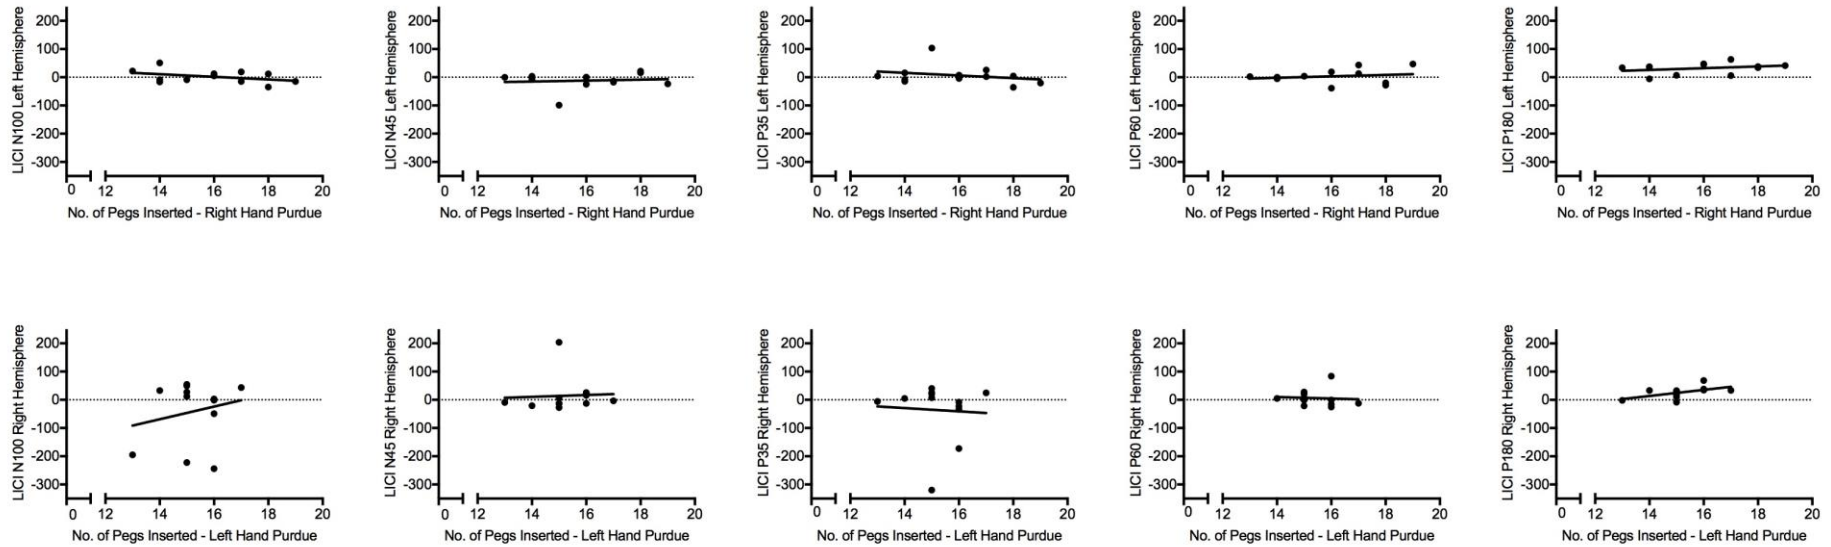 LICI N100 Left Hemisphere
200
100
0
-100
-200
-300
0 12 14 16 18 20
No. of Pegs Inserted - Right Hand Purdue
LICI N45 Left Hemisphere
200
100
0
-100
-200
-300
0 12 14 16 18 20
No. of Pegs Inserted - Right Hand Purdue
LICI P35 Left Hemisphere
200
100
0
-100
-200
-300
0 12 14 16 18 20
No. of Pegs Inserted - Right Hand Purdue
LICI P60 Left Hemisphere
200
100
0
-100
-200
-300
0 12 14 16 18 20
No. of Pegs Inserted - Right Hand Purdue
LICI P180 Left Hemisphere
200
100
0
-100
-200
-300
0 12 14 16 18 20
No. of Pegs Inserted - Right Hand Purdue
LICI N100 Right Hemisphere
200
100
0
-100
-200
-300
0 12 14 16 18 20
No. of Pegs Inserted - Left Hand Purdue
LICI N45 Right Hemisphere
200
100
0
-100
-200
-300
0 12 14 16 18 20
No. of Pegs Inserted - Left Hand Purdue
LICI P35 Right Hemisphere
200
100
0
-100
-200
-300
0 12 14 16 18 20
No. of Pegs Inserted - Left Hand Purdue
LICI P60 Right Hemisphere
200
100
0
-100
-200
-300
0 12 14 16 18 20
No. of Pegs Inserted - Left Hand Purdue
LICI P180 Right Hemisphere
200
100
0
-100
-200
-300
0 12 14 16 18 20
No. of Pegs Inserted - Left Hand Purdue